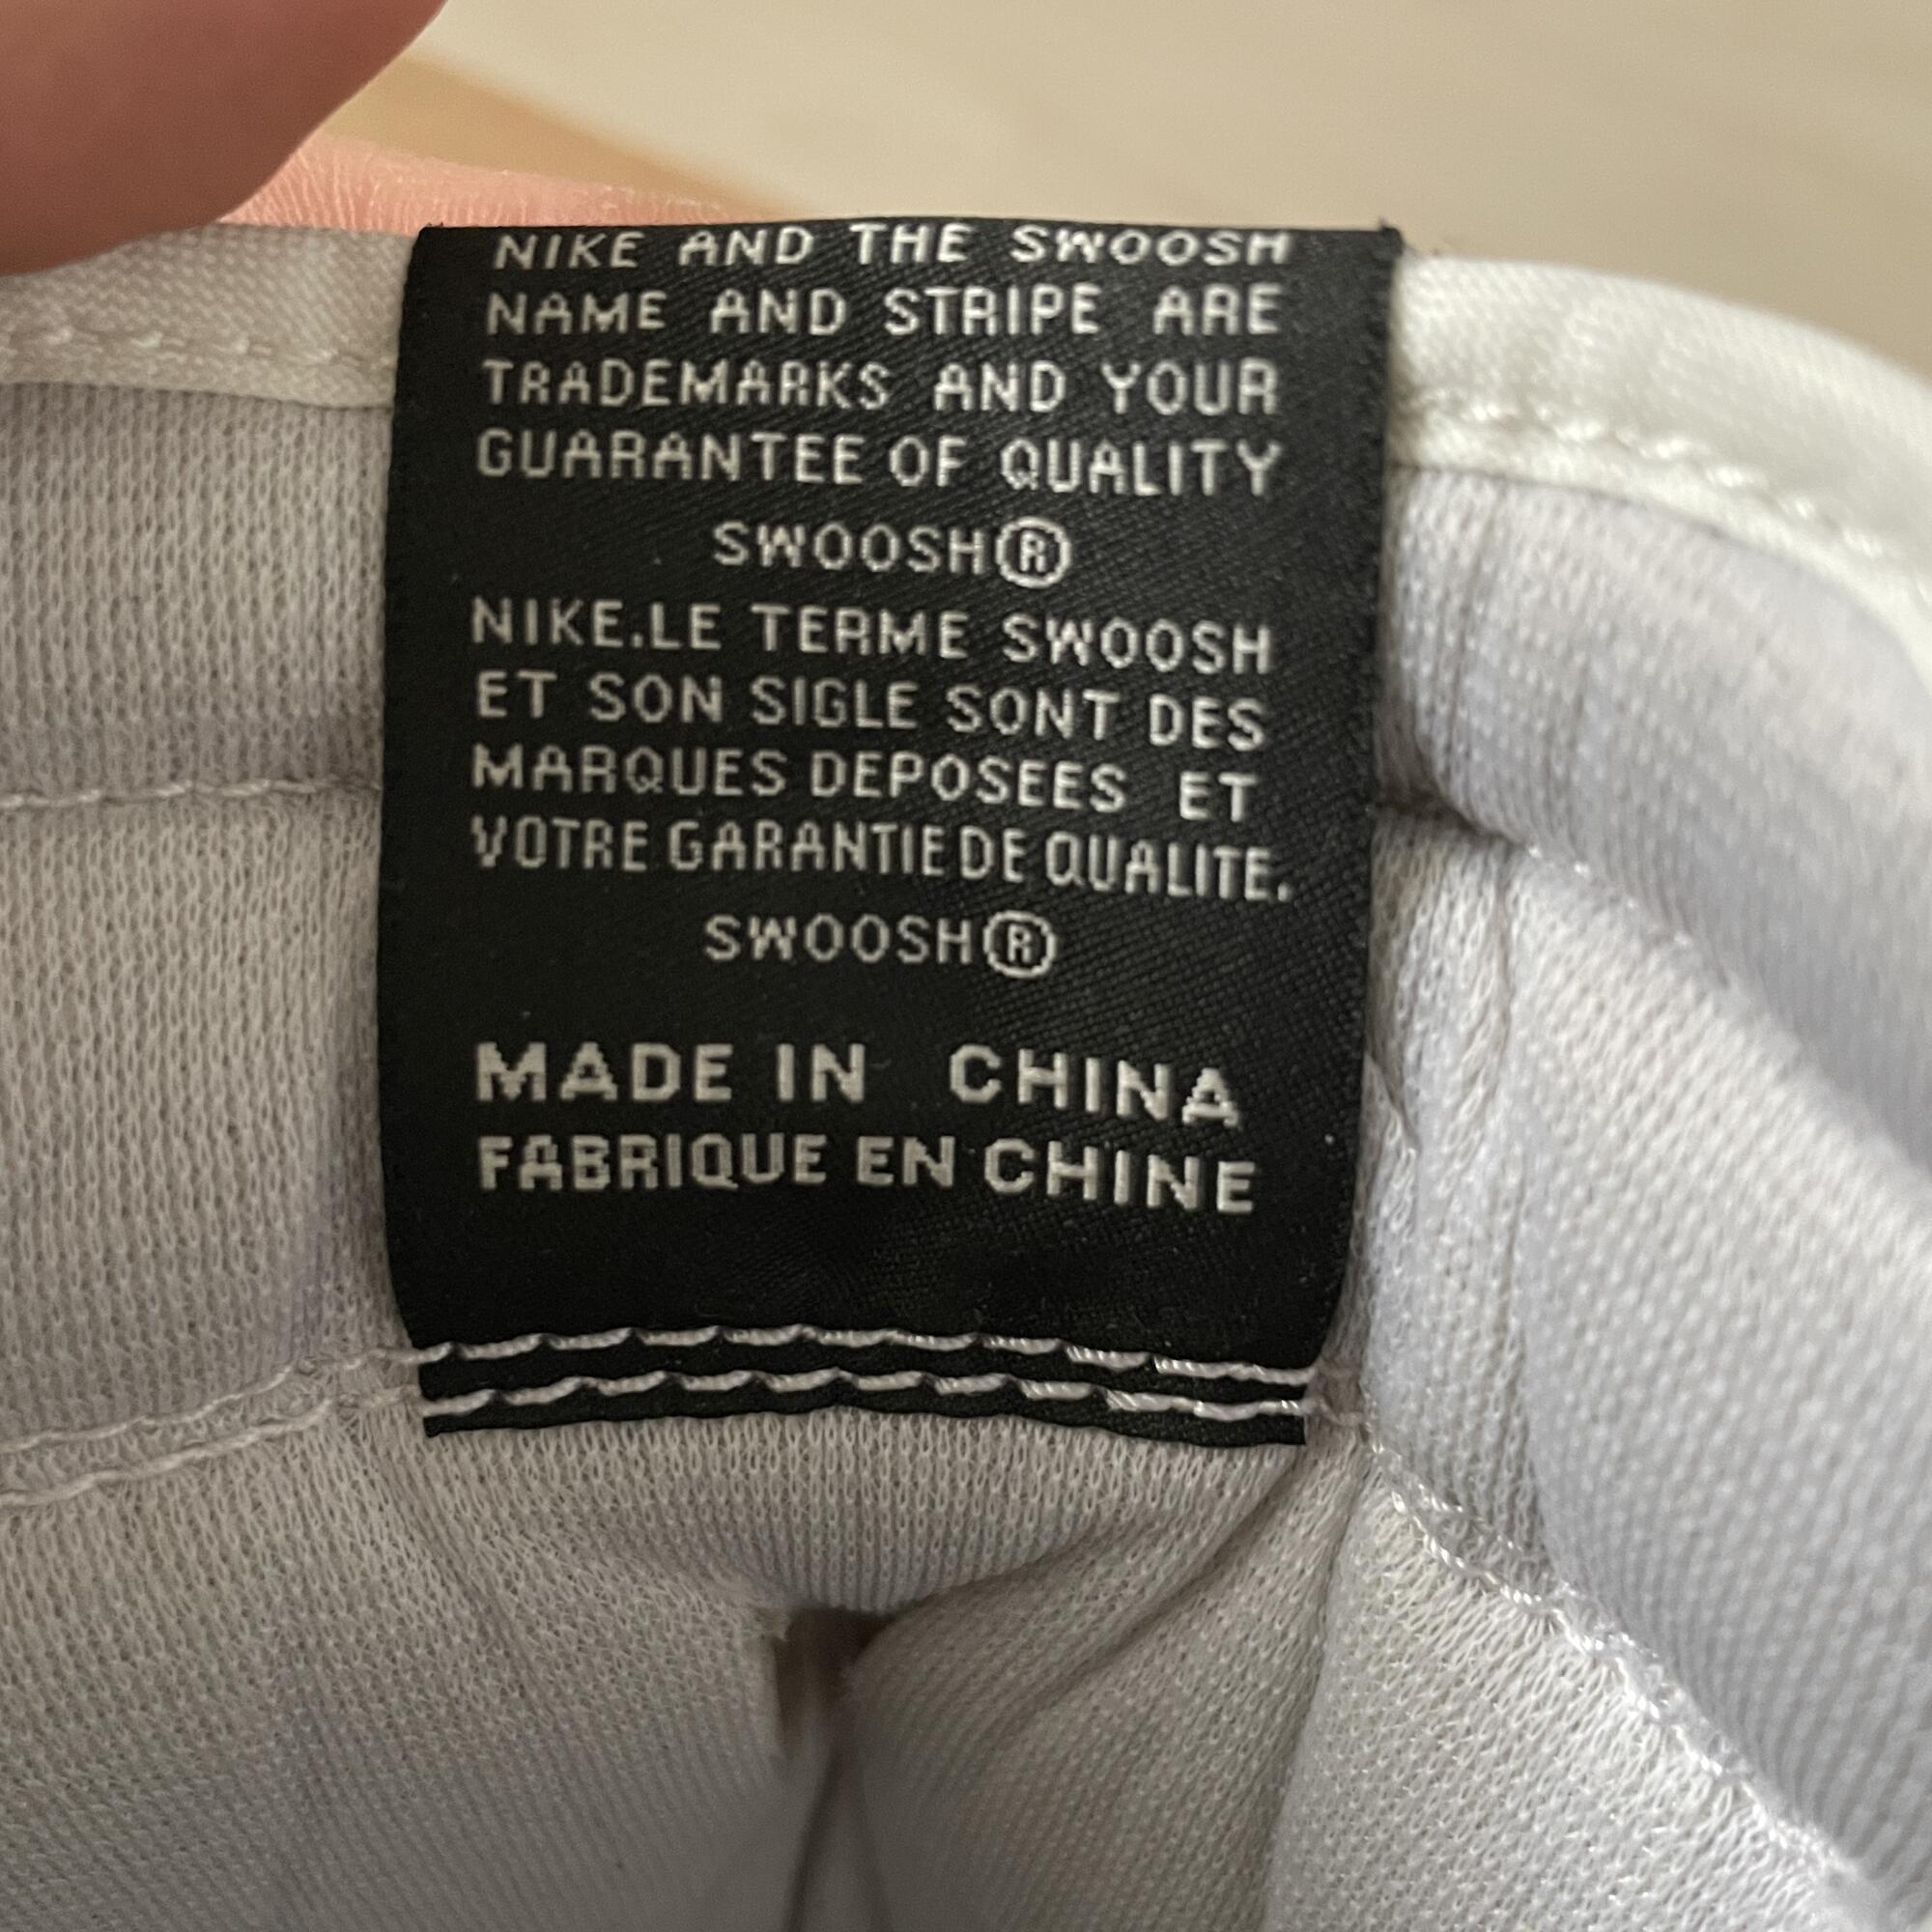 NIKE AND THE SWOOSH
NAME AND STRIPE ARE
TRADEMARKS AND YOUR
GUARANTEE OF QUALITY
SWOOSH®
NIKE.LE TERME SWOOSH
ET SON SIGLE SONT DES
MARQUES DEPOSEES ET
VOTRE GARANTIE DE QUALITE.
SWOOSH®
MADE IN CHINA
FABRIQUE EN CHINE